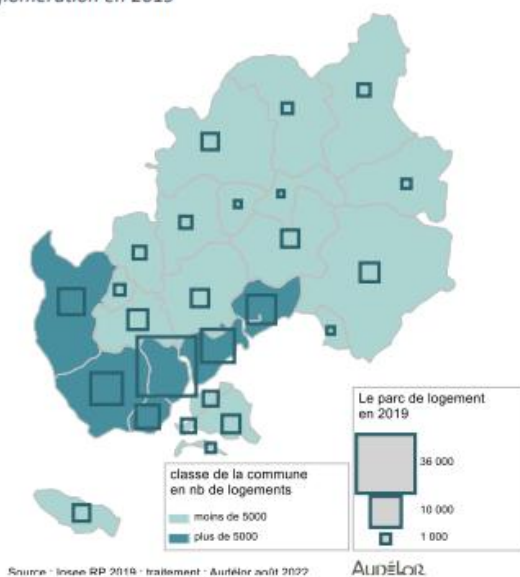 glomération en 2019
Le parc de logement
en 2019
36 000
10 000
1 000
classe de la commune
en nb de logements
moins de 5000
plus de 5000
Source : Insee RP 2019 ; traitement : Audélor août 2022
AUDÉLOR